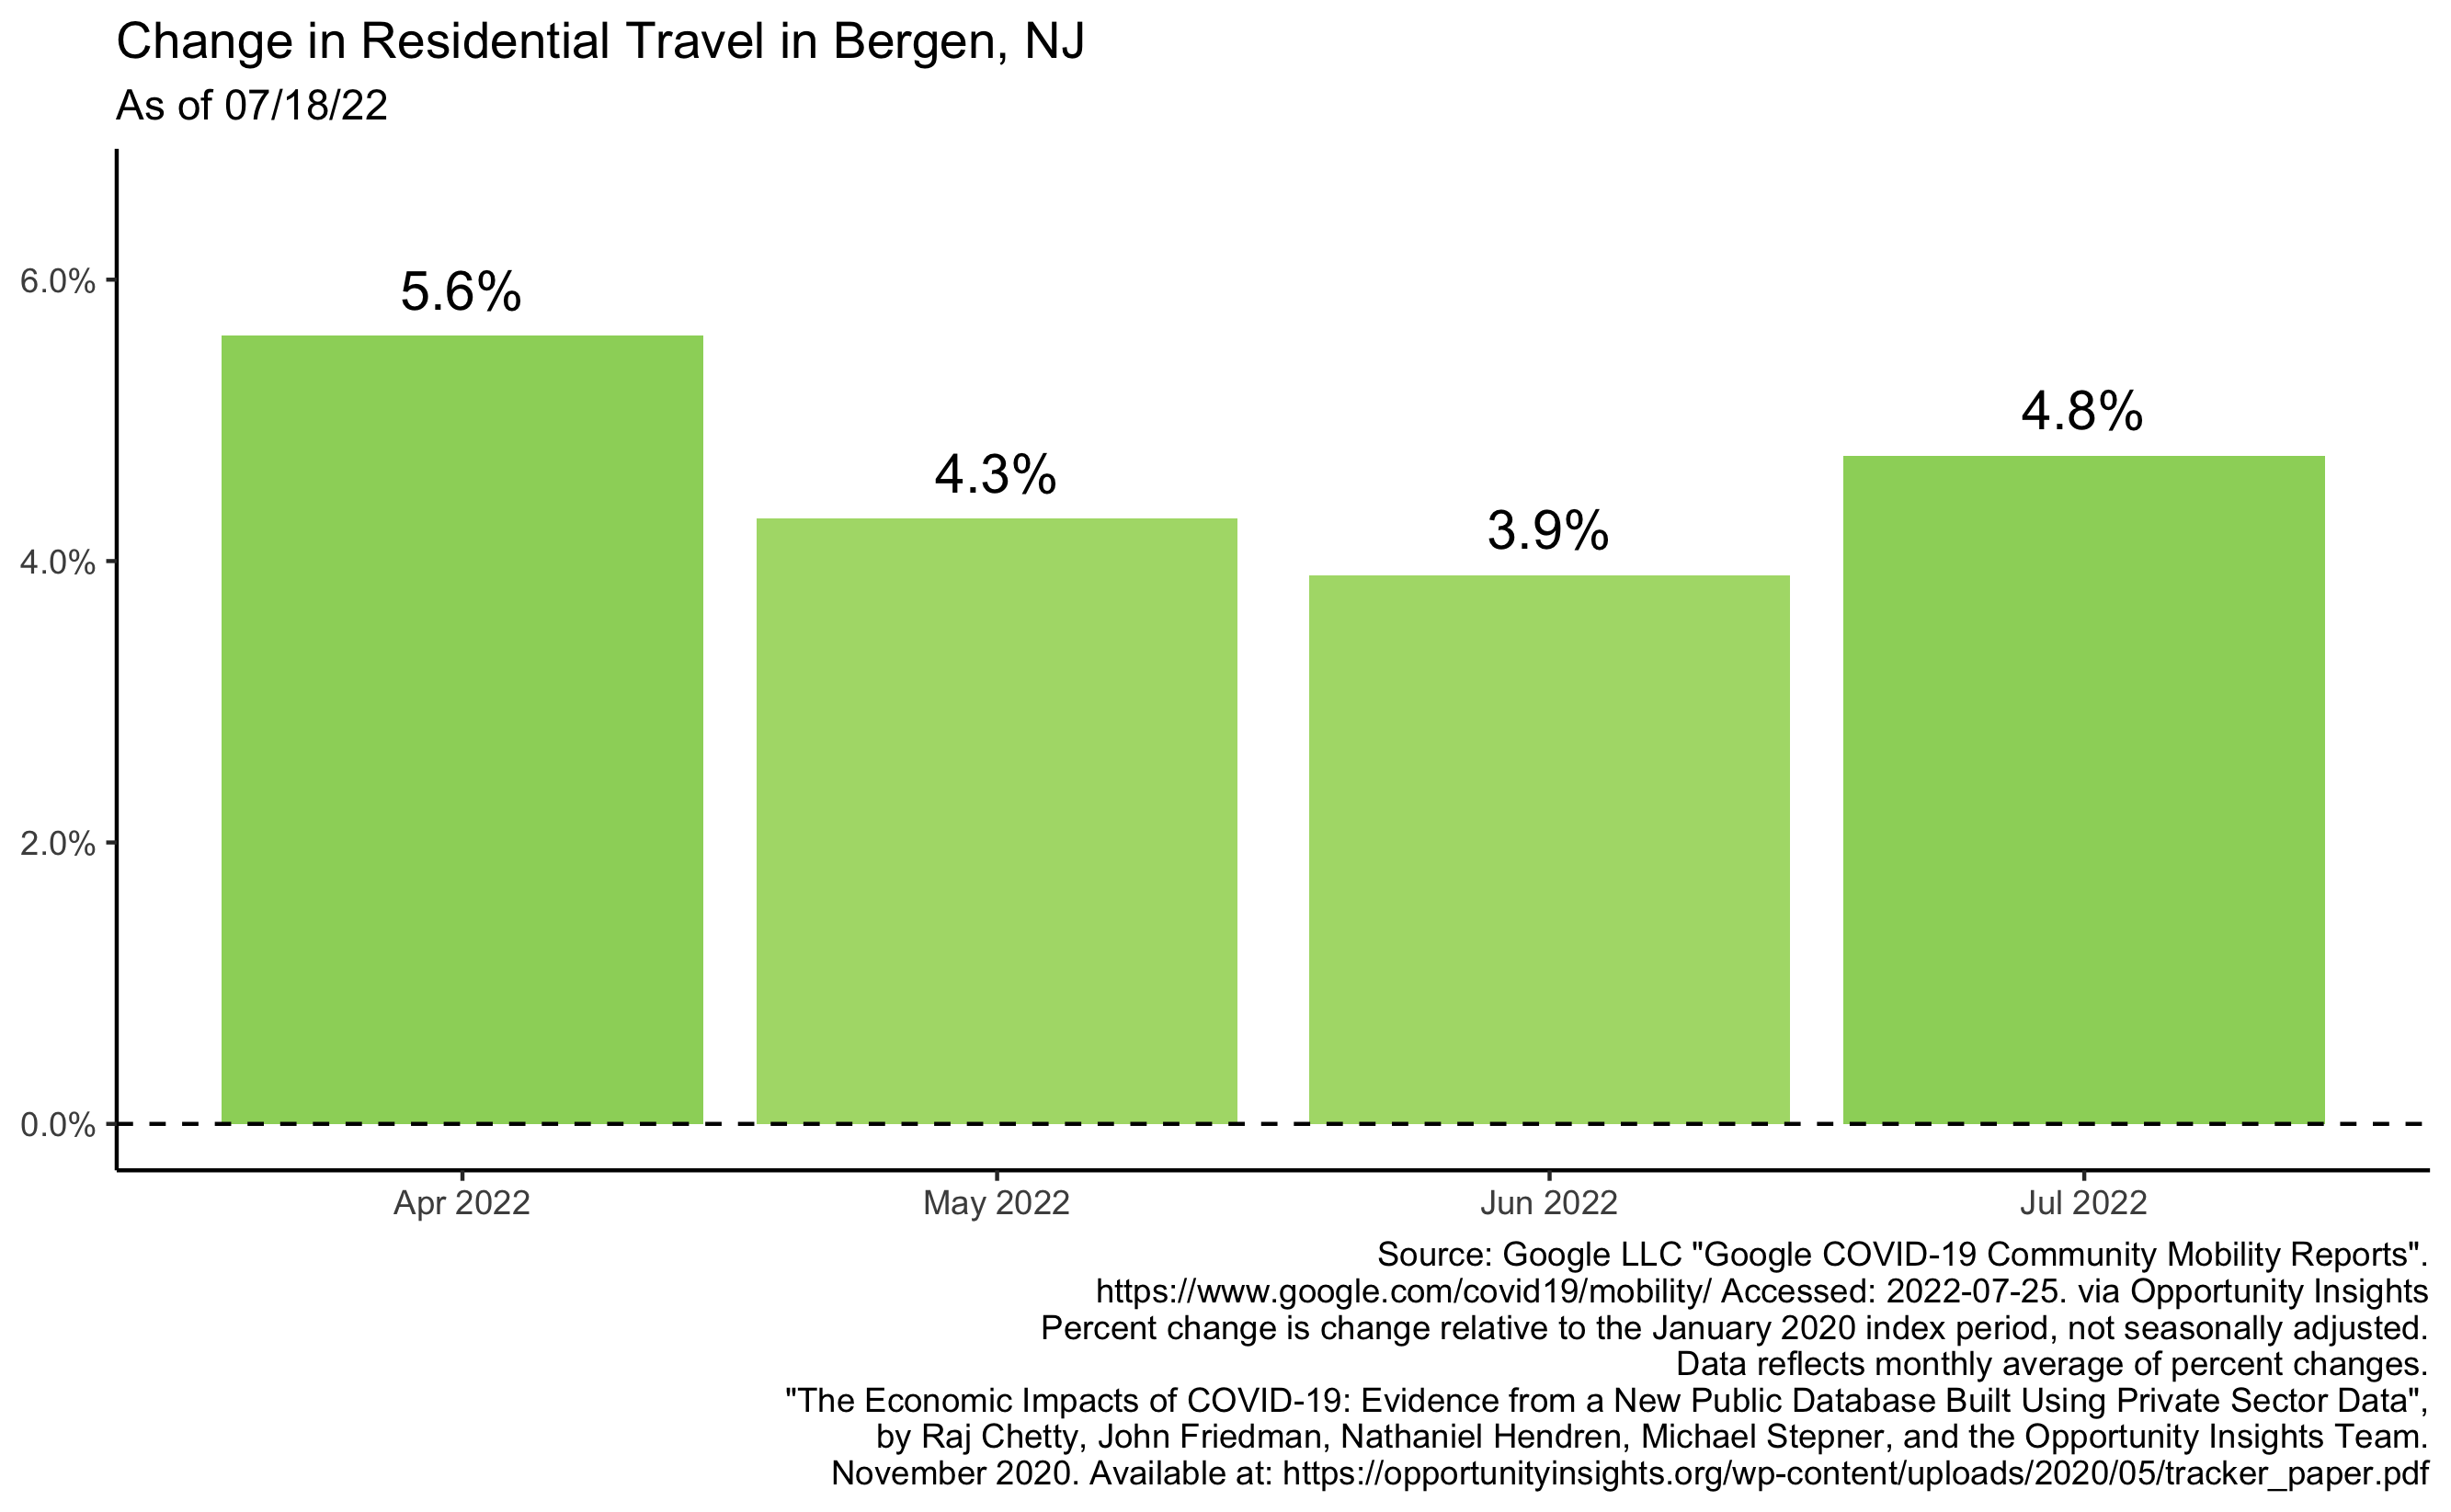 Change in Residential Travel in Bergen, NJ
As of 07/18/22
6.0%
4.0%
2.0%
0.0%
5.6%
4.3%
3.9%
4.8%
Apr 2022
May 2022
Jun 2022
Jul 2022
Source: Google LLC "Google COVID-19 Community Mobility Reports".
https://www.google.com/covid19/mobility/ Accessed: 2022-07-25. via Opportunity Insights
Percent change is change relative to the January 2020 index period, not seasonally adjusted.
Data reflects monthly average of percent changes.
"The Economic Impacts of COVID-19: Evidence from a New Public Database Built Using Private Sector Data",
by Raj Chetty, John Friedman, Nathaniel Hendren, Michael Stepner, and the Opportunity Insights Team.
November 2020. Available at: https://opportunityinsights.org/wp-content/uploads/2020/05/tracker_paper.pdf